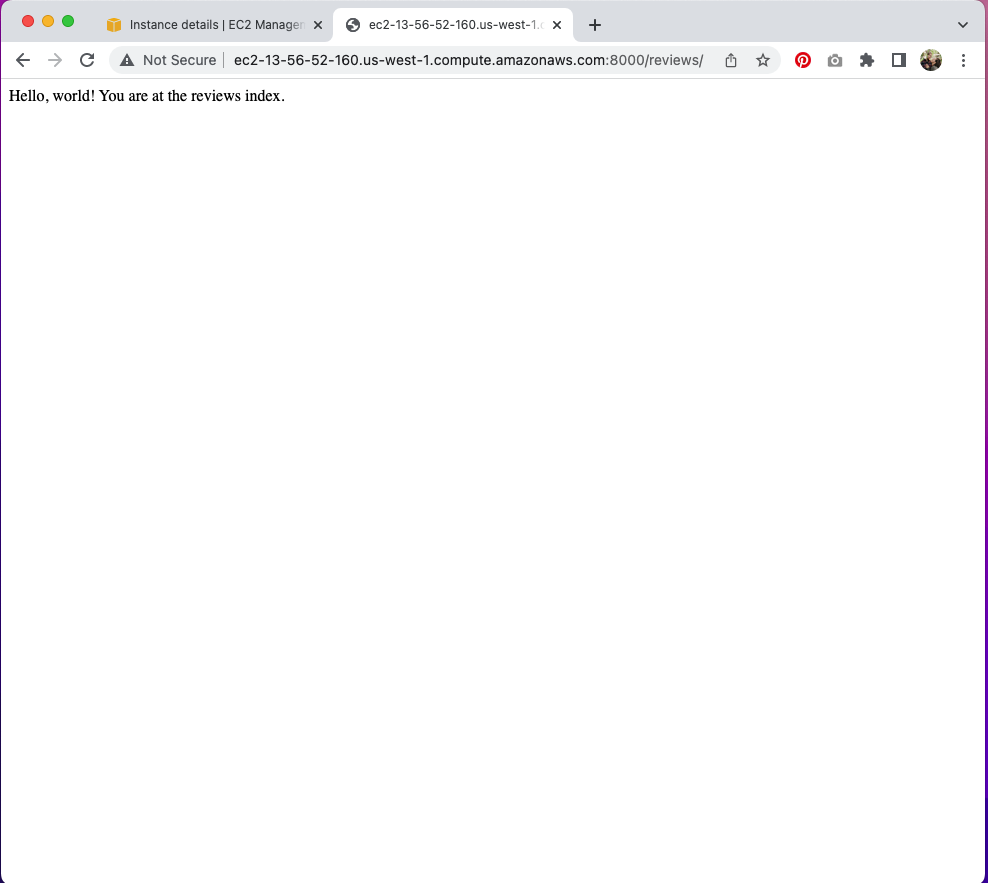 Instance details | EC2 Managem
ec2-13-56-52-160.us-west-1.c
Not Secure
ec2-13-56-52-160.us-west-1.compute.amazonaws.com:8000/reviews/
Hello, world! You are at the reviews index.